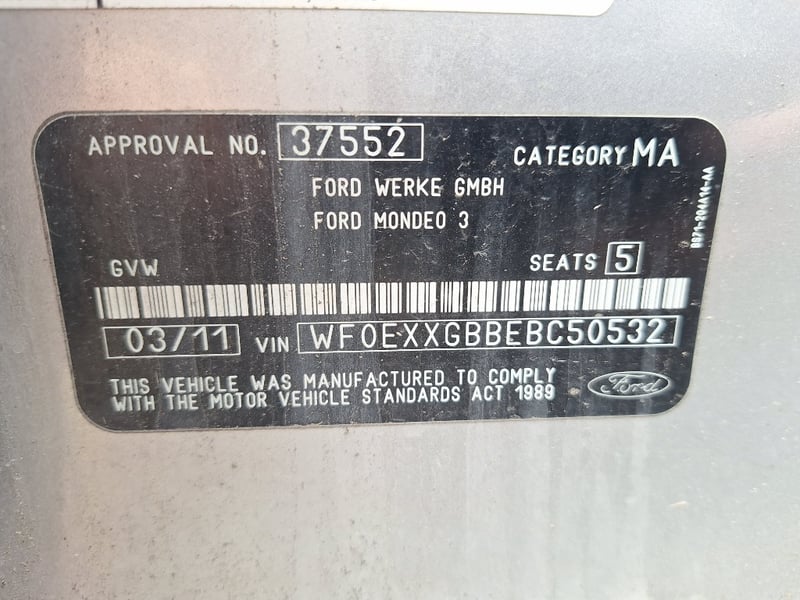 APPROVAL NO. 37552
CATEGORY MA
FORD WERKE GMBH
FORD MONDEO 3
GVW
SEATS 5
03/11 VIN WF0EXXGBBEBC50532
THIS VEHICLE WAS MANUFACTURED TO COMPLY
WITH THE MOTOR VEHICLE STANDARDS ACT 1989
Ford